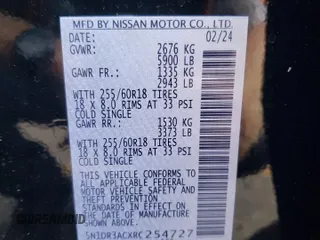 MFD BY NISSAN MOTOR CO., LTD.
DATE: 02/24
GVWR: 2676 KG
5900 LB
GAWR FR.: 1335 KG
2943 LB
WITH 255/60R18 TIRES
18 X 8.0 RIMS AT 33 PSI
COLD SINGLE
GAWR RR.: 1530 KG
3373 LB
WITH 255/60R18 TIRES
18 X 8.0 RIMS AT 33 PSI
COLD SINGLE
THIS VEHICLE CONFORMS TO ALL
APPLICABLE FEDERAL MOTOR
VEHICLE SAFETY AND THEFT
PREVENTION STANDARDS IN
EFFECT ON THE DATE OF
MANUFACTURE SHOWN ABOVE.
5N1DR3ACXRC254727
IDREAMSND